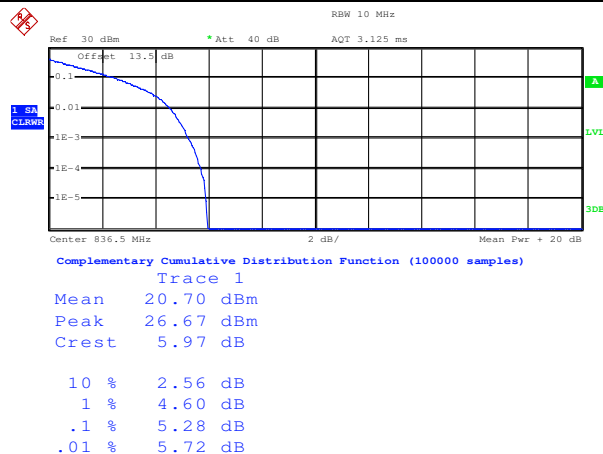 RBW 10 MHz
Ref 30 dBm * Att 40 dB AQT 3.125 ms
Offset 13.5 dB
0.1
A
0.01
1 SA
CLRWR
LVL
1E-3
1E-4
1E-5
3DB
Center 836.5 MHz 2 dB/ Mean Pwr + 20 dB
Complementary Cumulative Distribution Function (100000 samples)
Trace 1
Mean 20.70 dBm
Peak 26.67 dBm
Crest 5.97 dB
10 % 2.56 dB
1 % 4.60 dB
.1 % 5.28 dB
.01 % 5.72 dB